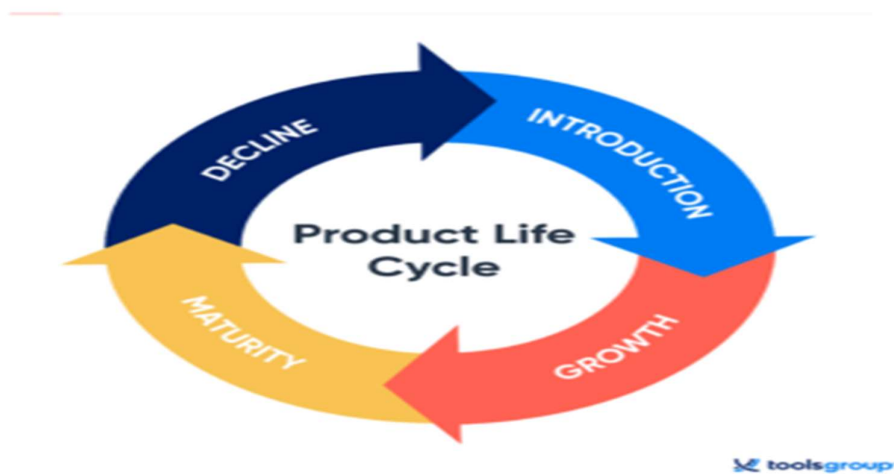 DECLINE
INTRODUCTION
Product Life
Cycle
MATURITY
GROWTH
toolsgroup